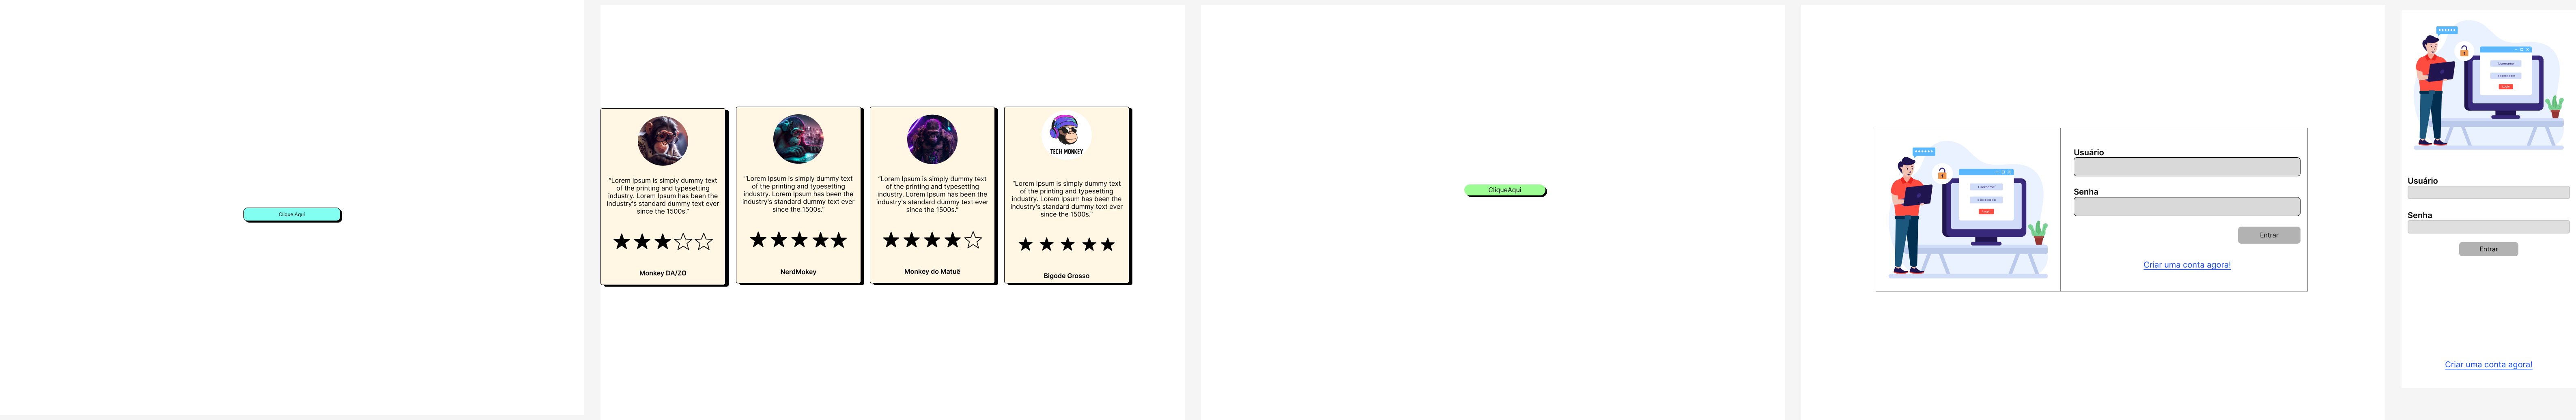 Clique Aqui
"Lorem Ipsum is simply dummy text
of the printing and typesetting
industry. Lorem Ipsum has been the
industry's standard dummy text ever
since the 1500s."
Monkey DA/ZO
"Lorem Ipsum is simply dummy text
of the printing and typesetting
industry. Lorem Ipsum has been the
industry's standard dummy text ever
since the 1500s."
NerdMokey
"Lorem Ipsum is simply dummy text
of the printing and typesetting
industry. Lorem Ipsum has been the
industry's standard dummy text ever
since the 1500s."
Monkey do Matuê
TECH MONKEY
"Lorem Ipsum is simply dummy text
of the printing and typesetting
industry. Lorem Ipsum has been the
industry's standard dummy text ever
since the 1500s."
Bigode Grosso
CliqueAqui
Username
Login
Usuário
Senha
Entrar
Criar uma conta agora!
Username
Login
Usuário
Senha
Entrar
Criar uma conta agora!